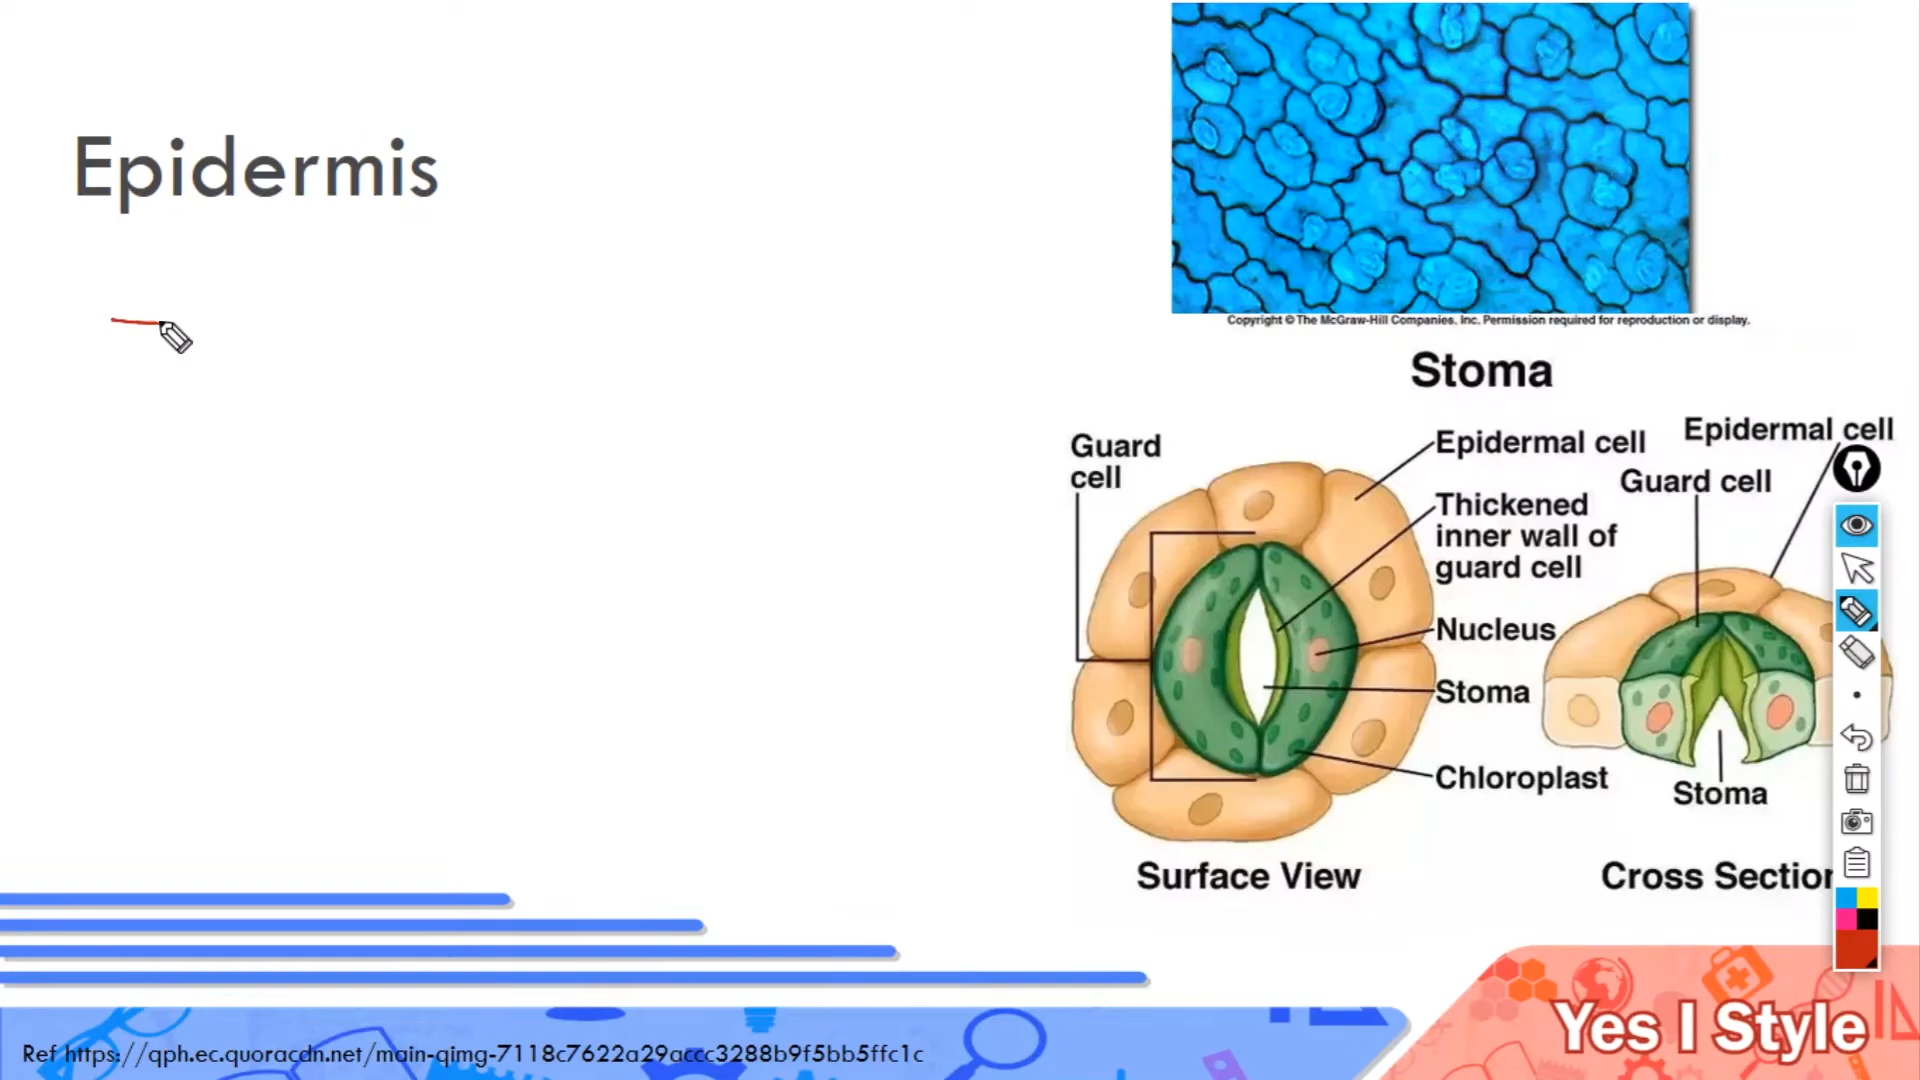 Epidermis
Copyright © The McGraw-Hill Companies, Inc. Permission required for reproduction or display.
Stoma
Guard
cell
Epidermal cell
Thickened
inner wall of
guard cell
Nucleus
Stoma
Chloroplast
Surface View
Epidermal cell
Guard cell
Stoma
Cross Section
Ref https://qph.ec.quoracdn.net/main-qimg-7118c7622a29accc3288b9f5bb5ffc1c
Yes I Style